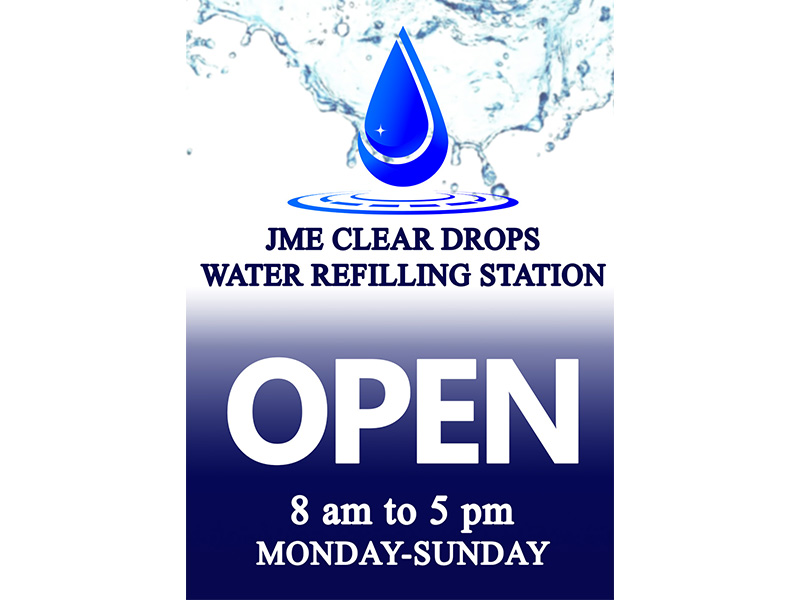 JME CLEAR DROPS
WATER REFILLING STATION
OPEN
8 am to 5 pm
MONDAY-SUNDAY